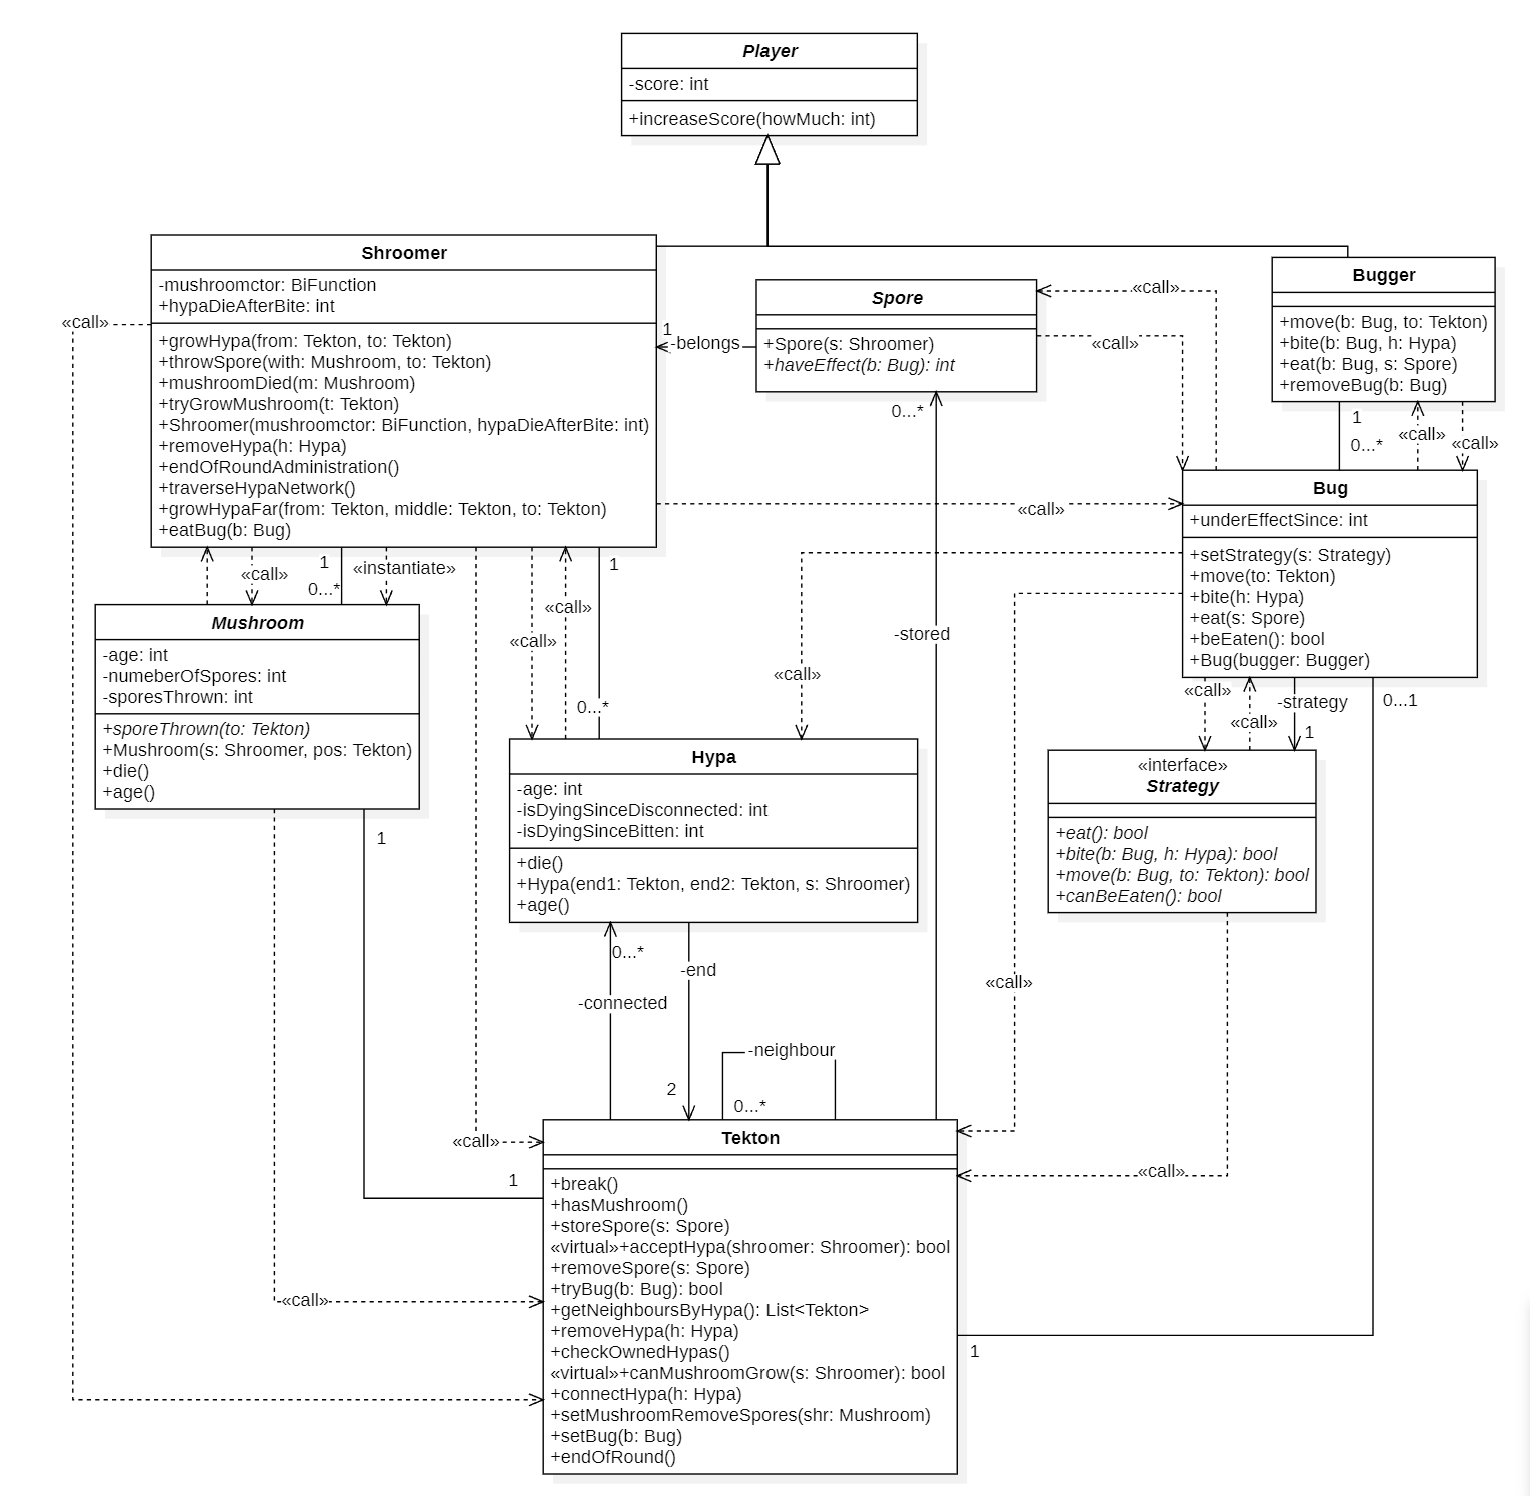 Player
-score: int
+increaseScore(howMuch: int)
Shroomer
-mushroomctor: BiFunction
+hypaDieAfterBite: int
+growHypa(from: Tekton, to: Tekton)
+throwSpore(with: Mushroom, to: Tekton)
+mushroomDied(m: Mushroom)
+tryGrowMushroom(t: Tekton)
+Shroomer(mushroomctor: BiFunction, hypaDieAfterBite: int)
+removeHypa(h: Hypa)
+endOfRoundAdministration()
+traverseHypaNetwork()
+growHypaFar(from: Tekton, middle: Tekton, to: Tekton)
+eatBug(b: Bug)
«call»
1
-belongs
Spore
+Spore(s: Shroomer)
+haveEffect(b: Bug): int
0...*
«call»
«call»
Bugger
+move(b: Bug, to: Tekton)
+bite(b: Bug, h: Hypa)
+eat(b: Bug, s: Spore)
+removeBug(b: Bug)
1
0...*
«call»
«call»
Bug
+underEffectSince: int
+setStrategy(s: Strategy)
+move(to: Tekton)
+bite(h: Hypa)
+eat(s: Spore)
+beEaten(): bool
+Bug(bugger: Bugger)
«call»
«call»
1
0...*
«instantiate»
«call»
«call»
1
0...*
-stored
«call»
Mushroom
-age: int
-numeberOfSpores: int
-sporesThrown: int
+sporeThrown(to: Tekton)
+Mushroom(s: Shroomer, pos: Tekton)
+die()
+age()
1
Hypa
-age: int
-isDyingSinceDisconnected: int
-isDyingSinceBitten: int
+die()
+Hypa(end1: Tekton, end2: Tekton, s: Shroomer)
+age()
«call»
«call»
-strategy
1
0...1
«interface»
Strategy
+eat(): bool
+bite(b: Bug, h: Hypa): bool
+move(b: Bug, to: Tekton): bool
+canBeEaten(): bool
0...*
-connected
-end
2
«call»
-neighbour
0...*
«call»
«call»
1
«call»
Tekton
+break()
+hasMushroom()
+storeSpore(s: Spore)
«virtual»+acceptHypa(shroomer: Shroomer): bool
+removeSpore(s: Spore)
+tryBug(b: Bug): bool
+getNeighboursByHypa(): List<Tekton>
+removeHypa(h: Hypa)
+checkOwnedHypas()
«virtual»+canMushroomGrow(s: Shroomer): bool
+connectHypa(h: Hypa)
+setMushroomRemoveSpores(shr: Mushroom)
+setBug(b: Bug)
+endOfRound()
1